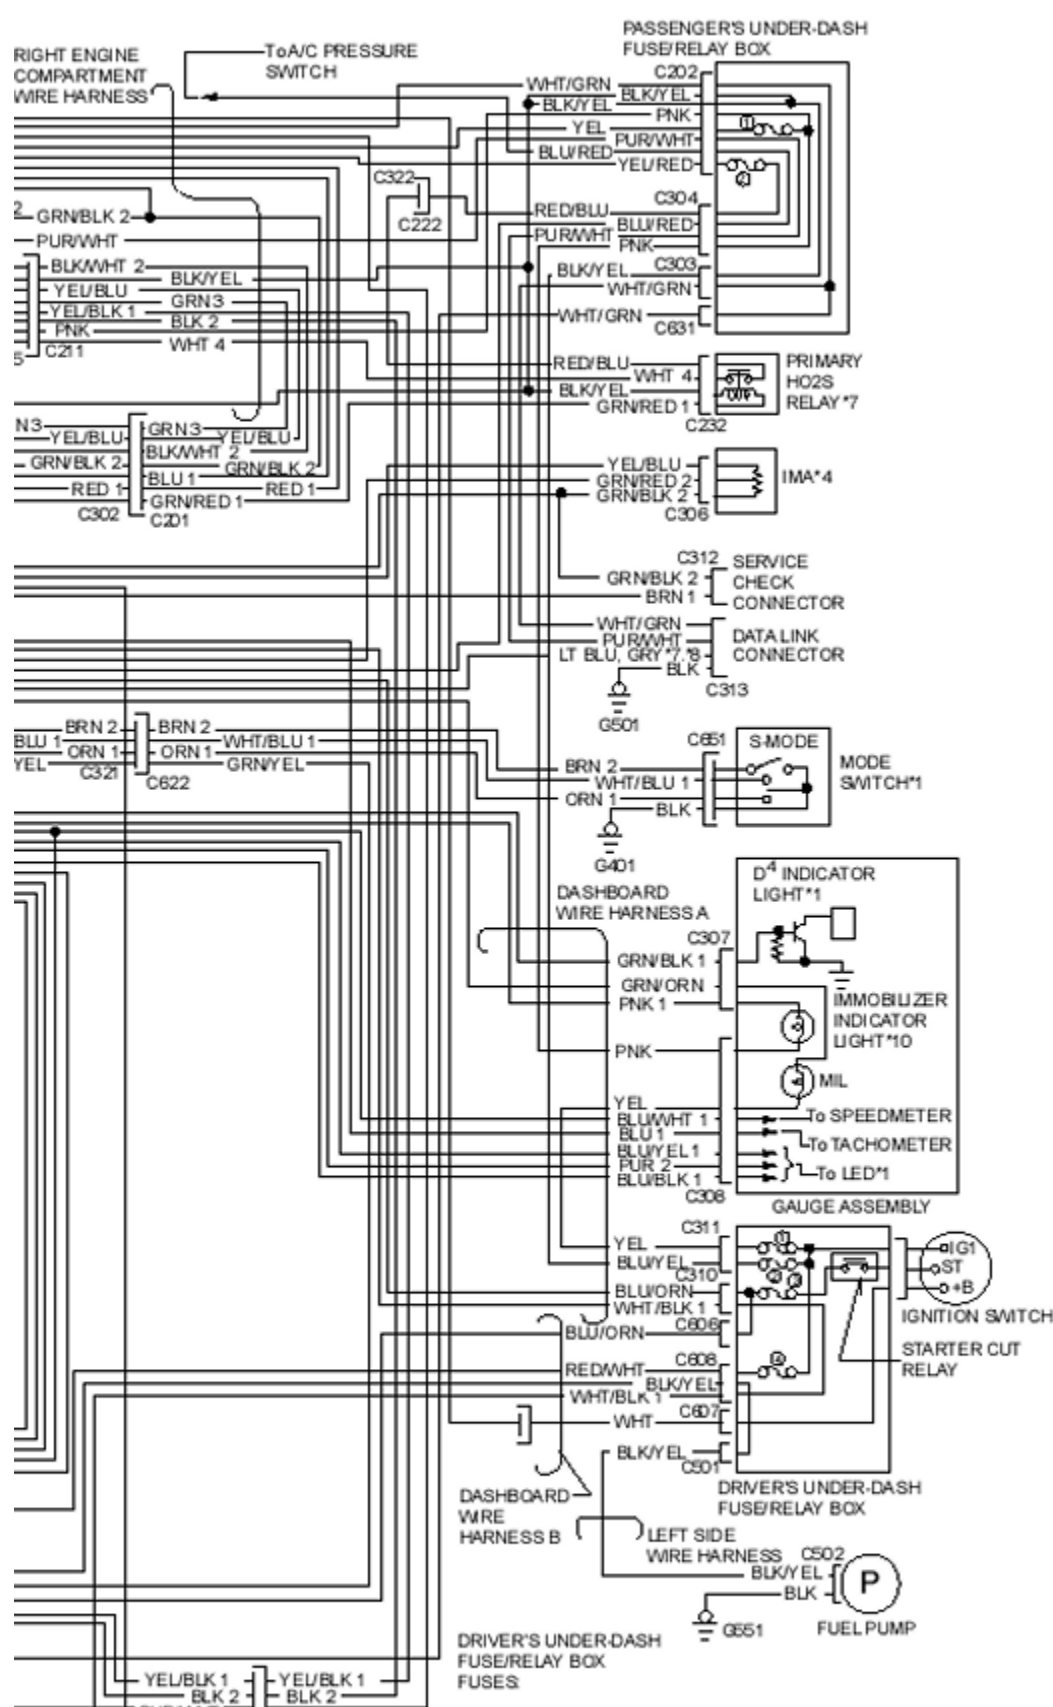 PASSENGER'S UNDER-DASH
FUSE/RELAY BOX
RIGHT ENGINE
COMPARTMENT
WIRE HARNESS
To A/C PRESSURE
SWITCH
C202
WHT/GRN
BLK/YEL
BLK/YEL
PNK
YEL
PUR/WHT
BLU/RED
YEL/RED
1
2
C322
C222
C304
RED/BLU
BLU/RED
PUR/WHT
PNK
C303
BLK/YEL
WHT/GRN
WHT/GRN
C631
2
GRN/BLK 2
PUR/WHT
BLK/WHT 2
BLK/YEL
YEL/BLU
GRN 3
YEL/BLK 1
BLK 2
PNK
WHT 4
5
C211
RED/BLU
WHT 4
BLK/YEL
GRN/RED 1
C232
PRIMARY
HO2S
RELAY*7
N3
GRN 3
YEL/BLU
YEL/BLU
BLK/WHT 2
GRN/BLK 2
GRN/BLK 2
BLU 1
RED 1
RED 1
GRN/RED 1
C302
C201
YEL/BLU
GRN/RED 2
GRN/BLK 2
C306
IMA*4
C312
GRN/BLK 2
BRN 1
SERVICE
CHECK
CONNECTOR
WHT/GRN
PUR/WHT
LT BLU, GRY*7,*8
BLK
C313
G501
DATA LINK
CONNECTOR
BRN 2
BRN 2
BLU 1
WHT/BLU 1
ORN 1
ORN 1
YEL
GRN/YEL
C321
C622
C651
S-MODE
BRN 2
WHT/BLU 1
ORN 1
BLK
MODE
SWITCH*1
G401
DASHBOARD
WIRE HARNESS A
D4 INDICATOR
LIGHT*1
C307
GRN/BLK 1
GRN/ORN
PNK 1
IMMOBILIZER
INDICATOR
LIGHT*10
PNK
MIL
YEL
BLU/WHT 1
BLU 1
BLU/YEL 1
PUR 2
BLU/BLK 1
C308
To SPEEDMETER
To TACHOMETER
To LED*1
GAUGE ASSEMBLY
C311
YEL
BLU/YEL
C310
BLU/ORN
WHT/BLK 1
C606
BLU/ORN
1
2
3
IG1
ST
+B
IGNITION SWITCH
STARTER CUT
RELAY
RED/WHT
C608
BLK/YEL
WHT/BLK 1
4
WHT
C607
BLK/YEL
C501
DRIVER'S UNDER-DASH
FUSE/RELAY BOX
DASHBOARD
WIRE
HARNESS B
LEFT SIDE
WIRE HARNESS
C502
BLK/YEL
BLK
P
G551
FUEL PUMP
DRIVER'S UNDER-DASH
FUSE/RELAY BOX
FUSES:
YEL/BLK 1
YEL/BLK 1
BLK 2
BLK 2